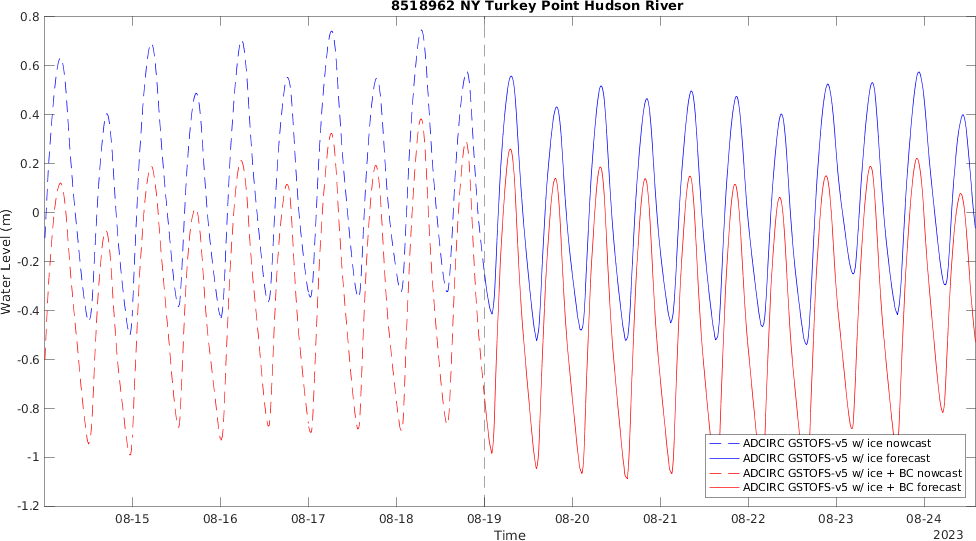 8518962 NY Turkey Point Hudson River
Water Level (m)
0.8
0.6
0.4
0.2
0
-0.2
-0.4
-0.6
-0.8
-1
-1.2
ADCIRC GSTOFS-v5 w/ ice nowcast
ADCIRC GSTOFS-v5 w/ ice forecast
ADCIRC GSTOFS-v5 w/ ice + BC nowcast
ADCIRC GSTOFS-v5 w/ ice + BC forecast
08-15 08-16 08-17 08-18 08-19 08-20 08-21 08-22 08-23 08-24
Time
2023